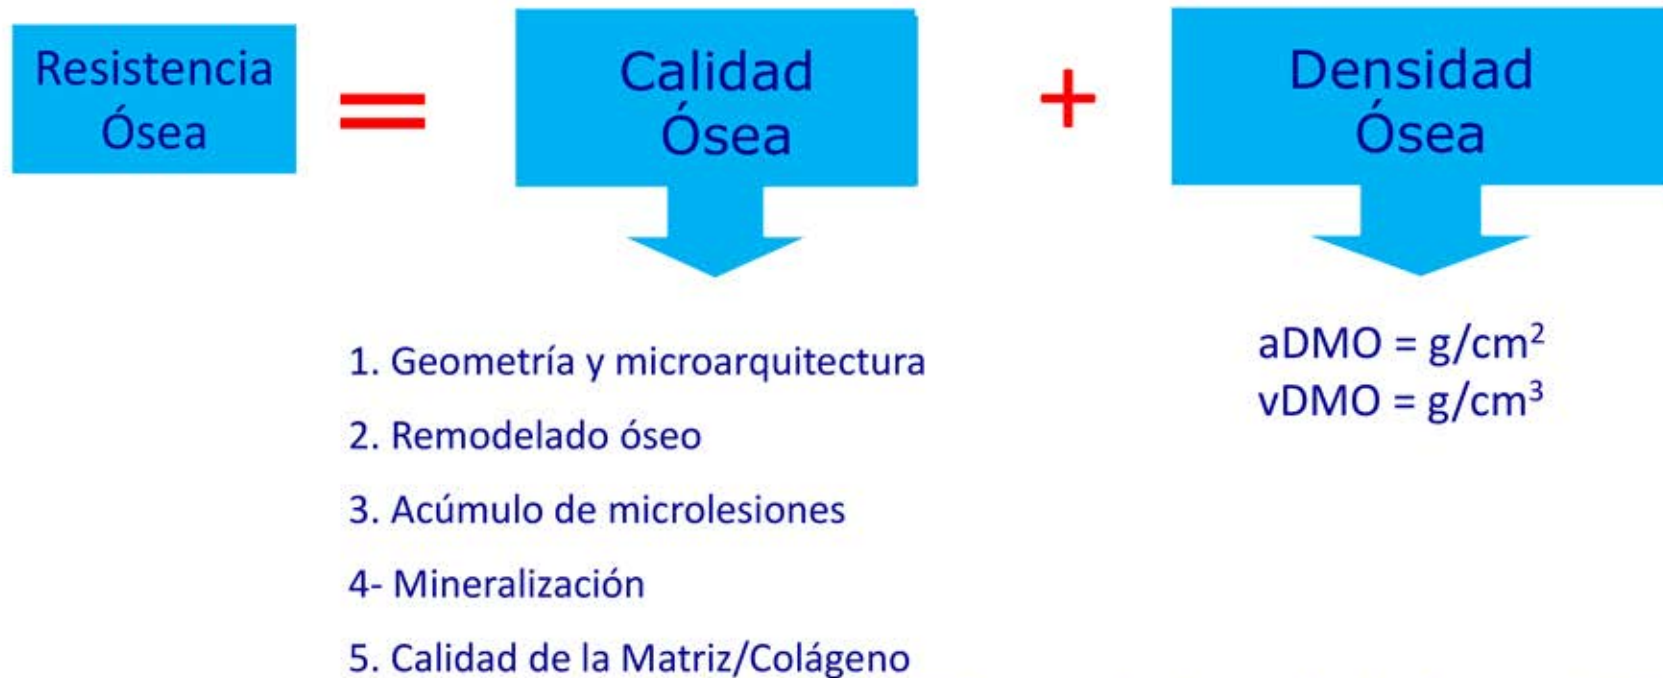 Resistencia
Ósea
=
Calidad
Ósea
+
Densidad
Ósea
1. Geometría y microarquitectura
2. Remodelado óseo
3. Acúmulo de microlesiones
4- Mineralización
5. Calidad de la Matriz/Colágeno
aDMO = g/cm²
vDMO = g/cm³